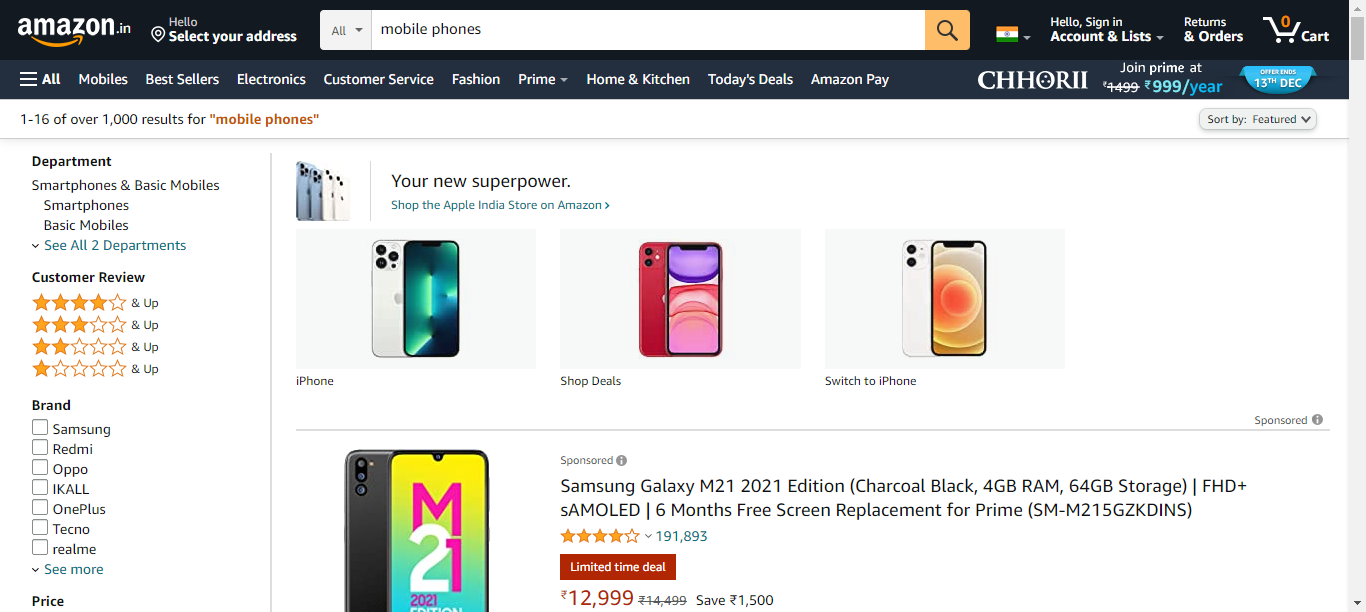 amazon.in
Hello
Select your address
All
mobile phones
Hello, Sign in
Account & Lists
Returns
& Orders
0
Cart
All Mobiles Best Sellers Electronics Customer Service Fashion Prime Home & Kitchen Today's Deals Amazon Pay
CHHORII
Join prime at
₹1499 ₹999/year
OFFER ENDS
13TH DEC
1-16 of over 1,000 results for "mobile phones"
Sort by: Featured
Department
Smartphones & Basic Mobiles
Smartphones
Basic Mobiles
See All 2 Departments
Customer Review
& Up
& Up
& Up
& Up
Brand
Samsung
Redmi
Oppo
IKALL
OnePlus
Tecno
realme
See more
Price
Your new superpower.
Shop the Apple India Store on Amazon ›
iPhone
Shop Deals
Switch to iPhone
Sponsored
M
21
2021
EDITION
Sponsored
Samsung Galaxy M21 2021 Edition (Charcoal Black, 4GB RAM, 64GB Storage) | FHD+
sAMOLED | 6 Months Free Screen Replacement for Prime (SM-M215GZKDINS)
191,893
Limited time deal
₹12,999 ₹14,499 Save ₹1,500